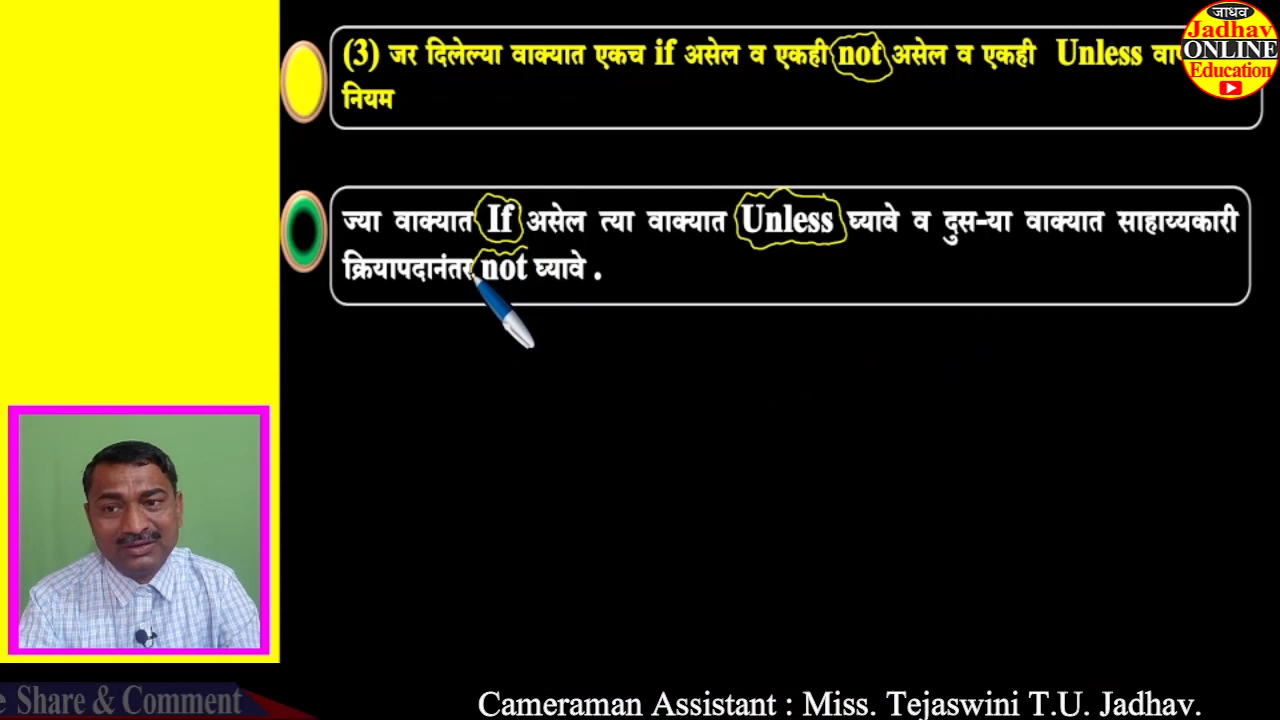 जाधव
Jadhav
ONLINE
Education
(3) जर दिलेल्या वाक्यात एकच if असेल व एकही not असेल व एकही Unless
नियम
ज्या वाक्यात If असेल त्या वाक्यात Unless घ्यावे व दुस-या वाक्यात साहाय्यकारी
क्रियापदानंतर not घ्यावे .
Share & Comment
Cameraman Assistant : Miss. Tejaswini T.U. Jadhav.